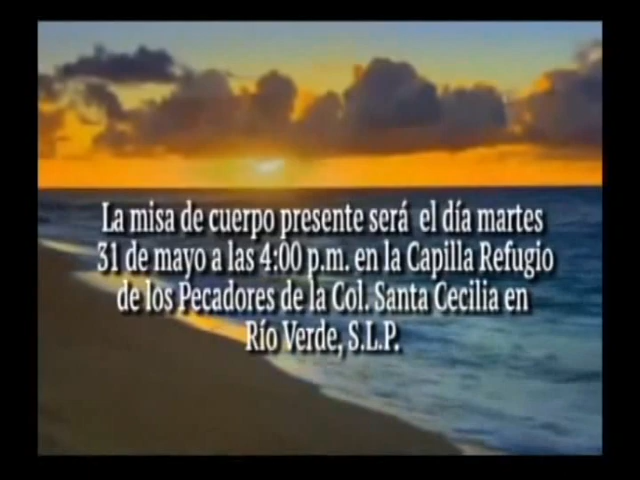 La misa de cuerpo presente será el día martes
31 de mayo a las 4:00 p.m. en la Capilla Refugio
de los Pecadores de la Col. Santa Cecilia en
Río Verde, S.L.P.